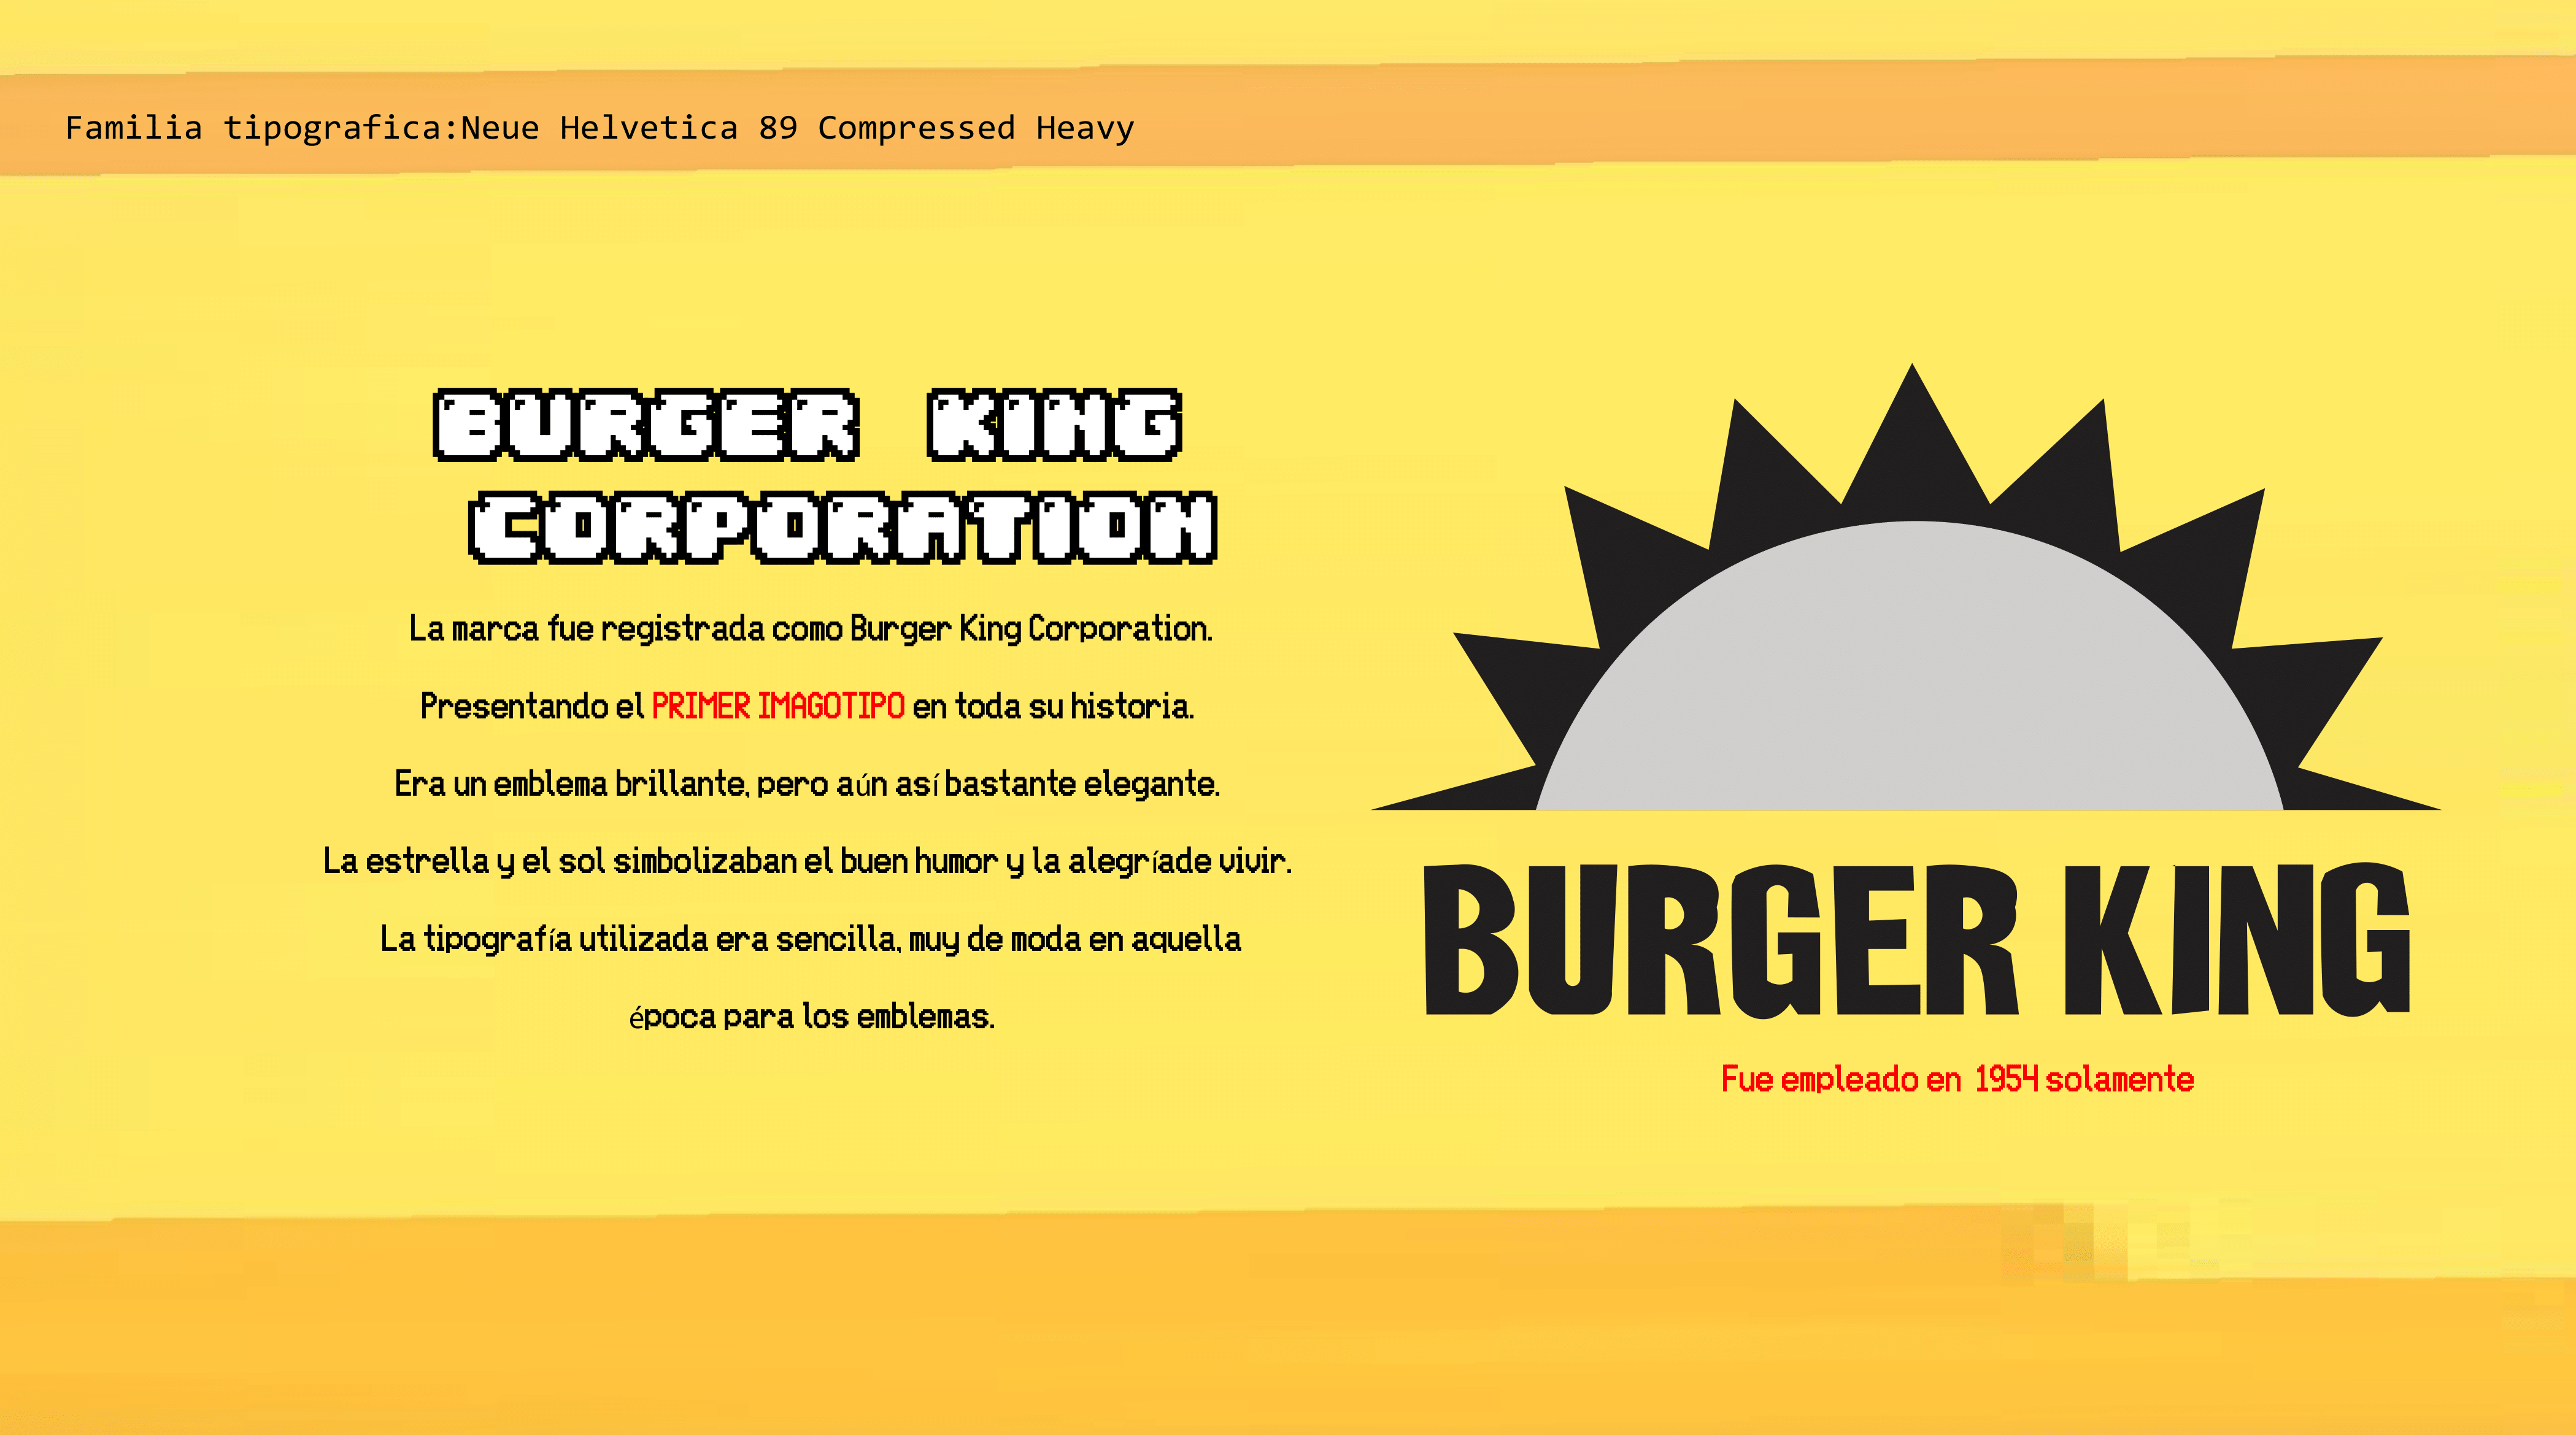 Familia tipografica:Neue Helvetica 89 Compressed Heavy
BURGER KING
CORPORATION
La marca fue registrada como Burger King Corporation.
Presentando el PRIMER IMAGOTIPO en toda su historia.
Era un emblema brillante, pero aún así bastante elegante.
La estrella y el sol simbolizaban el buen humor y la alegríade vivir.
La tipografía utilizada era sencilla, muy de moda en aquella
época para los emblemas.
BURGER KING
Fue empleado en 1954 solamente